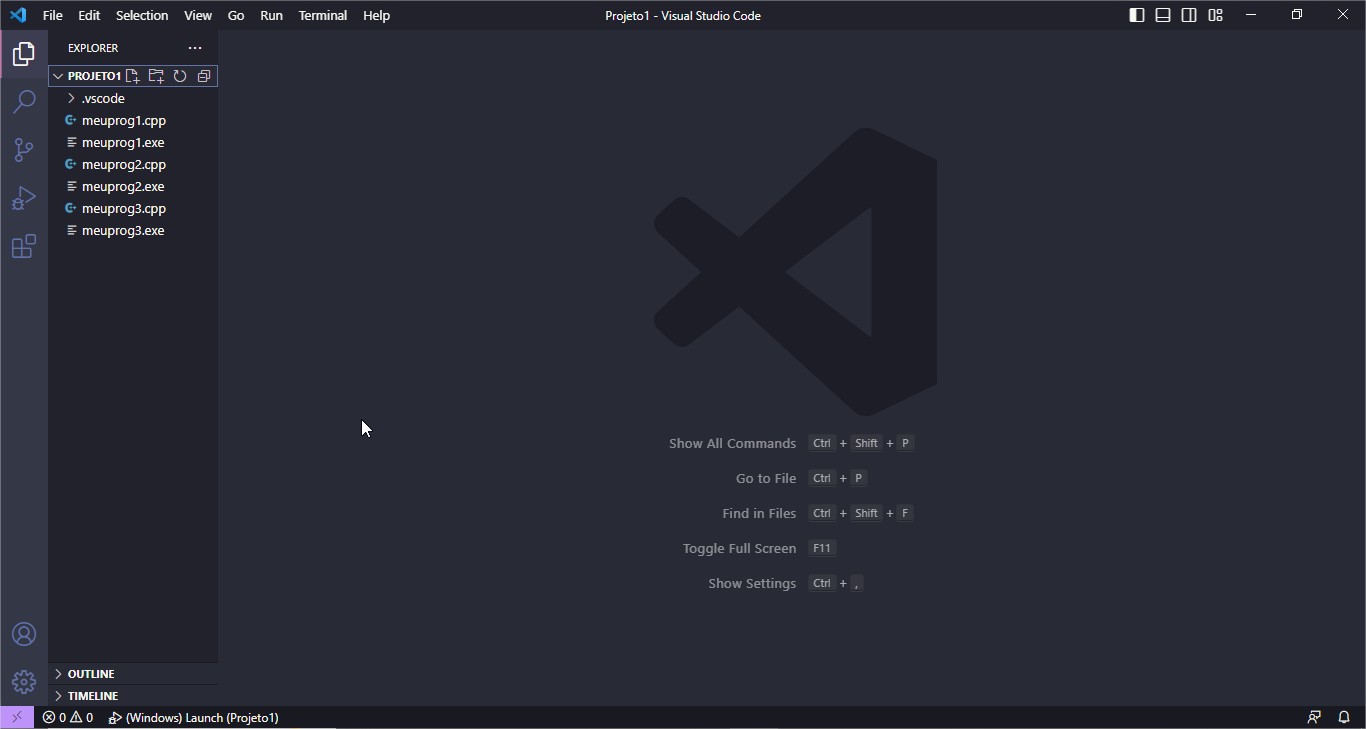 File Edit Selection View Go Run Terminal Help
Projeto1 - Visual Studio Code
EXPLORER
PROJETO1
.vscode
meuprog1.cpp
meuprog1.exe
meuprog2.cpp
meuprog2.exe
meuprog3.cpp
meuprog3.exe
Show All Commands Ctrl + Shift + P
Go to File Ctrl + P
Find in Files Ctrl + Shift + F
Toggle Full Screen F11
Show Settings Ctrl + ,
OUTLINE
TIMELINE
0 0 (Windows) Launch (Projeto1)